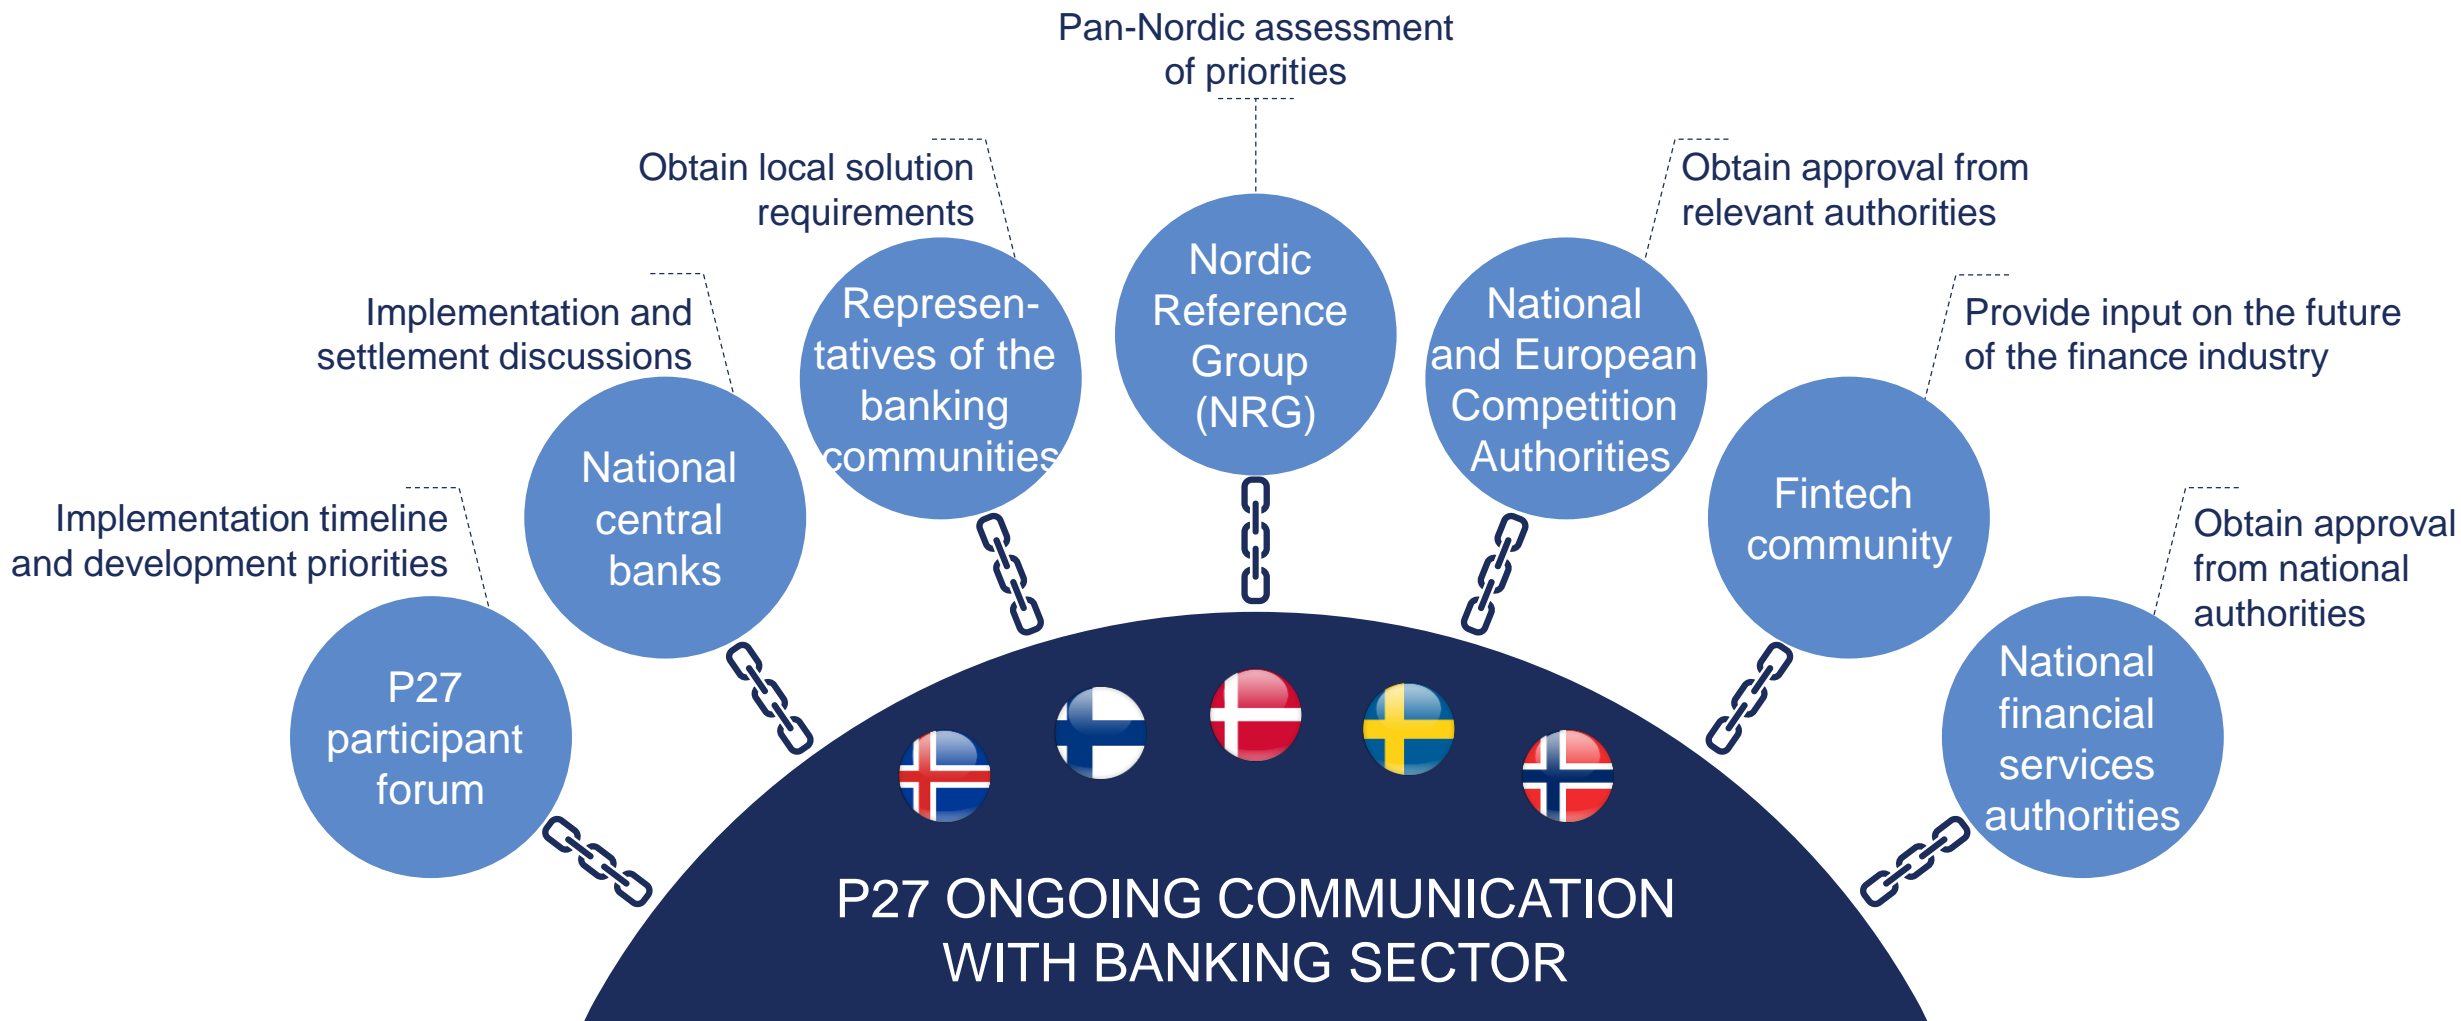 Pan-Nordic assessment
of priorities
Obtain local solution
requirements
Obtain approval from
relevant authorities
Implementation and
settlement discussions
Provide input on the future
of the finance industry
Implementation timeline
and development priorities
Obtain approval
from national
authorities
P27
participant
forum
National
central
banks
Represen-
tatives of the
banking
communities
Nordic
Reference
Group
(NRG)
National
and European
Competition
Authorities
Fintech
community
National
financial
services
authorities
P27 ONGOING COMMUNICATION
WITH BANKING SECTOR